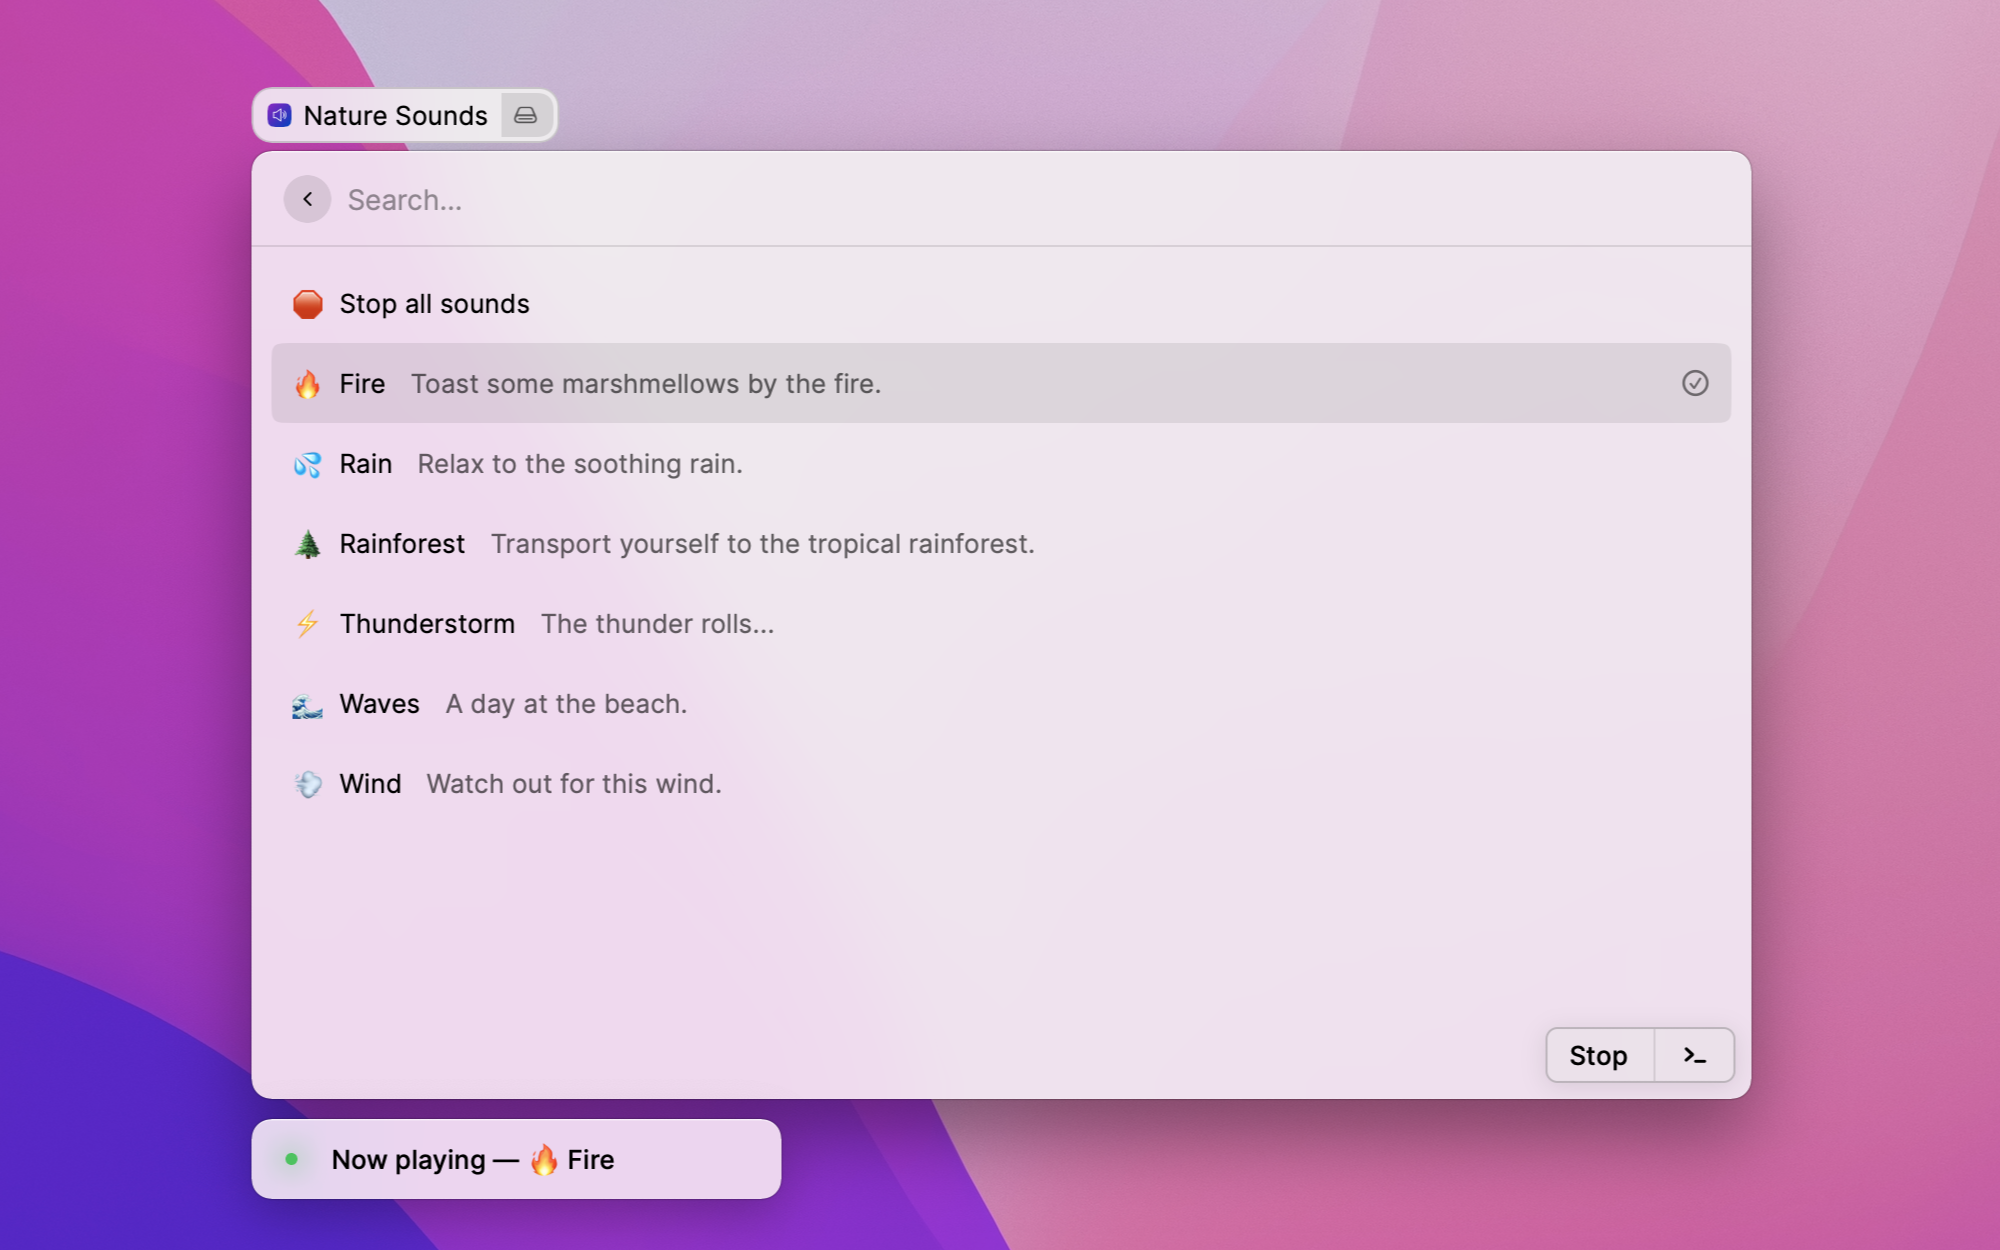 Nature Sounds
Search...
Stop all sounds
Fire Toast some marshmellows by the fire.
Rain Relax to the soothing rain.
Rainforest Transport yourself to the tropical rainforest.
Thunderstorm The thunder rolls...
Waves A day at the beach.
Wind Watch out for this wind.
Stop >_
Now playing — 🔥 Fire